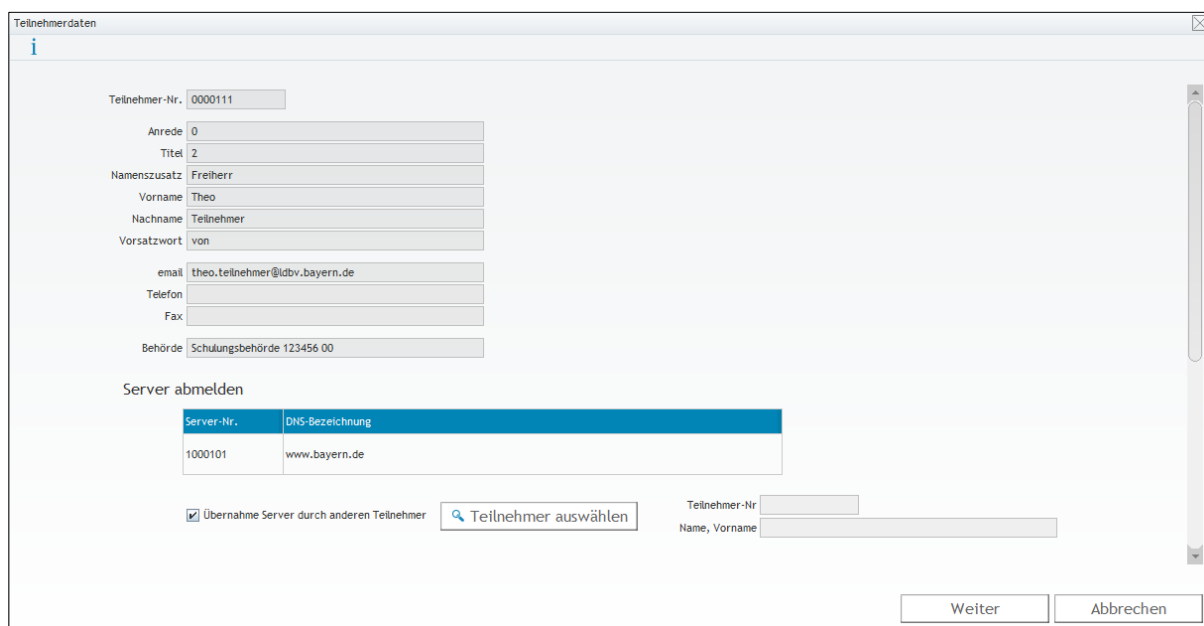 Teilnehmerdaten
i
Teilnehmer-Nr. 0000111
Anrede 0
Titel 2
Namenszusatz Freiherr
Vorname Theo
Nachname Teilnehmer
Vorsatzwort von
email theo.teilnehmer@ldbv.bayern.de
Telefon
Fax
Behörde Schulungsbehörde 123456 00
Server abmelden
Server-Nr. DNS-Bezeichnung
1000101 www.bayern.de
Übernahme Server durch anderen Teilnehmer Teilnehmer auswählen
Teilnehmer-Nr
Name, Vorname
Weiter Abbrechen